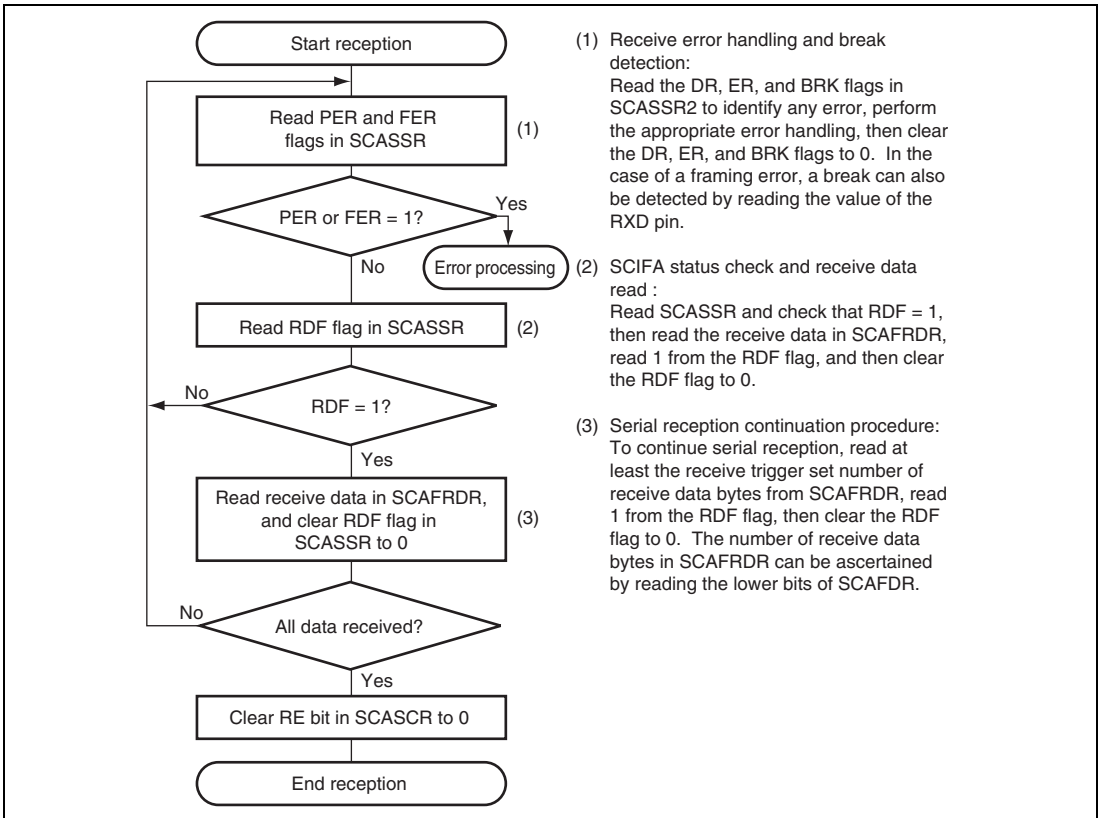 Start reception
Read PER and FER
flags in SCASSR
(1)
PER or FER = 1?
Yes
No
Error processing
Read RDF flag in SCASSR
(2)
No
RDF = 1?
Yes
Read receive data in SCAFRDR,
and clear RDF flag in
SCASSR to 0
(3)
No
All data received?
Yes
Clear RE bit in SCASCR to 0
End reception
(1) Receive error handling and break
detection:
Read the DR, ER, and BRK flags in
SCASSR2 to identify any error, perform
the appropriate error handling, then clear
the DR, ER, and BRK flags to 0. In the
case of a framing error, a break can also
be detected by reading the value of the
RXD pin.
(2) SCIFA status check and receive data
read :
Read SCASSR and check that RDF = 1,
then read the receive data in SCAFRDR,
read 1 from the RDF flag, and then clear
the RDF flag to 0.
(3) Serial reception continuation procedure:
To continue serial reception, read at
least the receive trigger set number of
receive data bytes from SCAFRDR, read
1 from the RDF flag, then clear the RDF
flag to 0. The number of receive data
bytes in SCAFRDR can be ascertained
by reading the lower bits of SCAFDR.